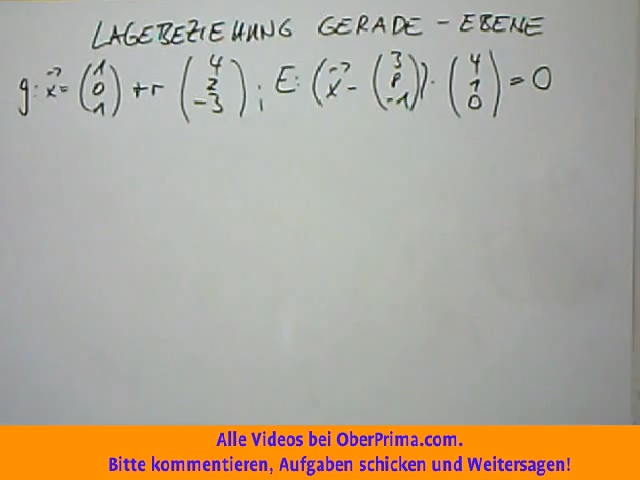 LAGEBEZIEHUNG GERADE - EBENE
g: x⃗ = (1 0 1) + r (4 2 -3) ; E: (x⃗ - (3 P -1)) · (4 1 0) = 0
Alle Videos bei OberPrima.com.
Bitte kommentieren, Aufgaben schicken und Weitersagen!